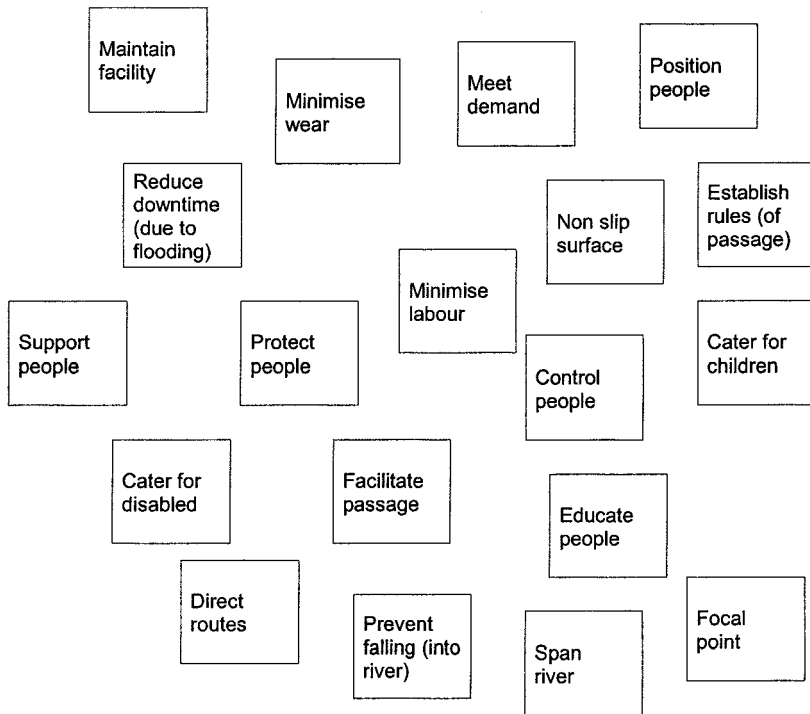 Maintain
facility
Minimise
wear
Meet
demand
Position
people
Reduce
downtime
(due to
flooding)
Non slip
surface
Establish
rules (of
passage)
Minimise
labour
Support
people
Protect
people
Control
people
Cater for
children
Cater for
disabled
Facilitate
passage
Educate
people
Direct
routes
Prevent
falling (into
river)
Span
river
Focal
point